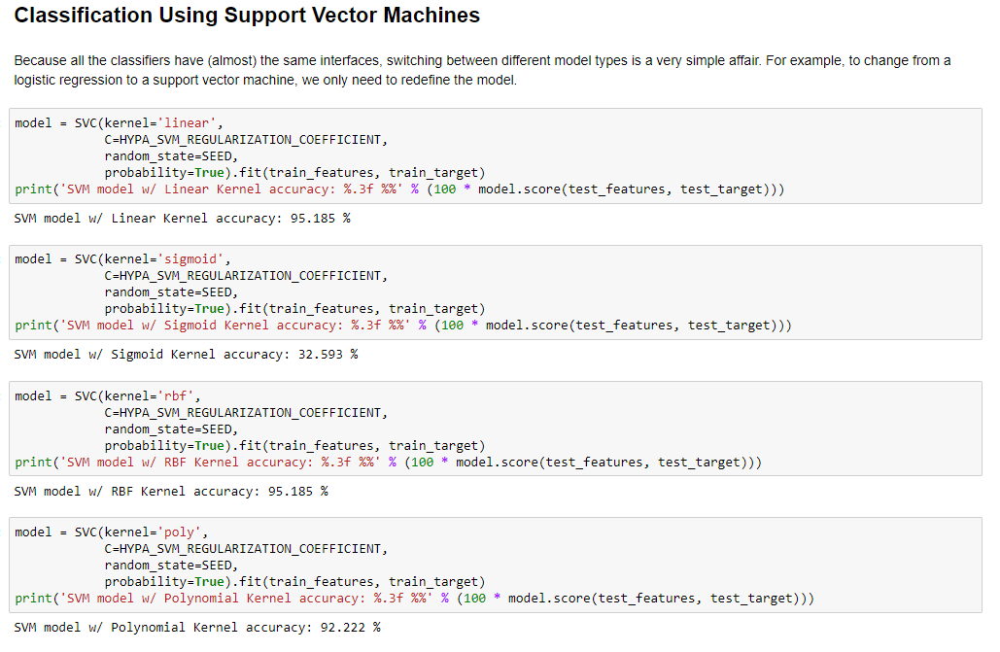 Classification Using Support Vector Machines
Because all the classifiers have (almost) the same interfaces, switching between different model types is a very simple affair. For example, to change from a
logistic regression to a support vector machine, we only need to redefine the model.
model = SVC(kernel='linear',
            C=HYPA_SVM_REGULARIZATION_COEFFICIENT,
            random_state=SEED,
            probability=True).fit(train_features, train_target)
print('SVM model w/ Linear Kernel accuracy: %.3f %%' % (100 * model.score(test_features, test_target)))
SVM model w/ Linear Kernel accuracy: 95.185 %
model = SVC(kernel='sigmoid',
            C=HYPA_SVM_REGULARIZATION_COEFFICIENT,
            random_state=SEED,
            probability=True).fit(train_features, train_target)
print('SVM model w/ Sigmoid Kernel accuracy: %.3f %%' % (100 * model.score(test_features, test_target)))
SVM model w/ Sigmoid Kernel accuracy: 32.593 %
model = SVC(kernel='rbf',
            C=HYPA_SVM_REGULARIZATION_COEFFICIENT,
            random_state=SEED,
            probability=True).fit(train_features, train_target)
print('SVM model w/ RBF Kernel accuracy: %.3f %%' % (100 * model.score(test_features, test_target)))
SVM model w/ RBF Kernel accuracy: 95.185 %
model = SVC(kernel='poly',
            C=HYPA_SVM_REGULARIZATION_COEFFICIENT,
            random_state=SEED,
            probability=True).fit(train_features, train_target)
print('SVM model w/ Polynomial Kernel accuracy: %.3f %%' % (100 * model.score(test_features, test_target)))
SVM model w/ Polynomial Kernel accuracy: 92.222 %